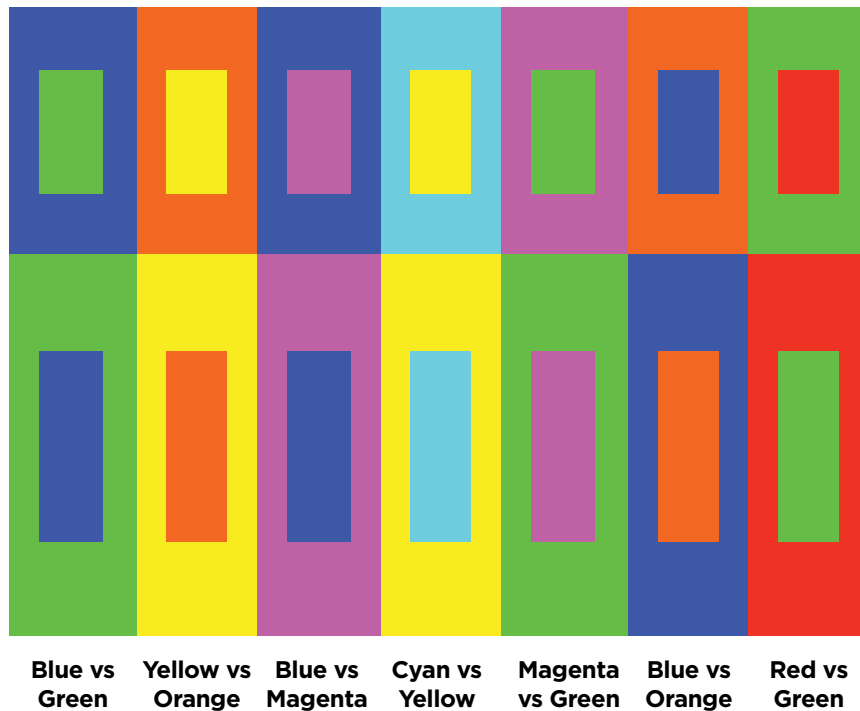 Blue vs
Green
Yellow vs
Orange
Blue vs
Magenta
Cyan vs
Yellow
Magenta
vs Green
Blue vs
Orange
Red vs
Green